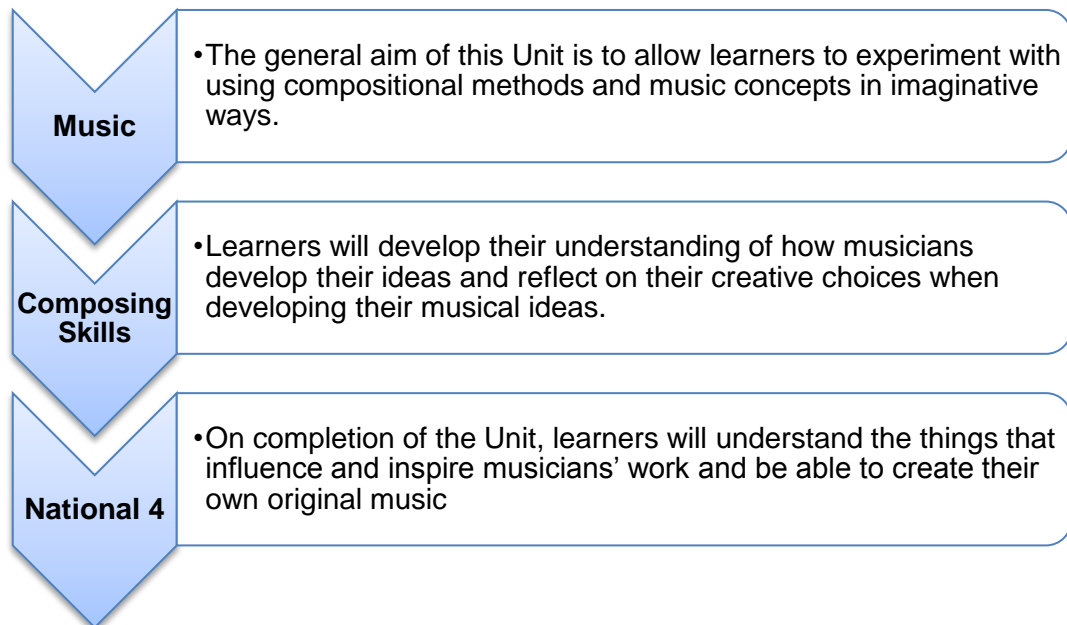 Music
•The general aim of this Unit is to allow learners to experiment with
using compositional methods and music concepts in imaginative
ways.
Composing
Skills
•Learners will develop their understanding of how musicians
develop their ideas and reflect on their creative choices when
developing their musical ideas.
National 4
•On completion of the Unit, learners will understand the things that
influence and inspire musicians’ work and be able to create their
own original music